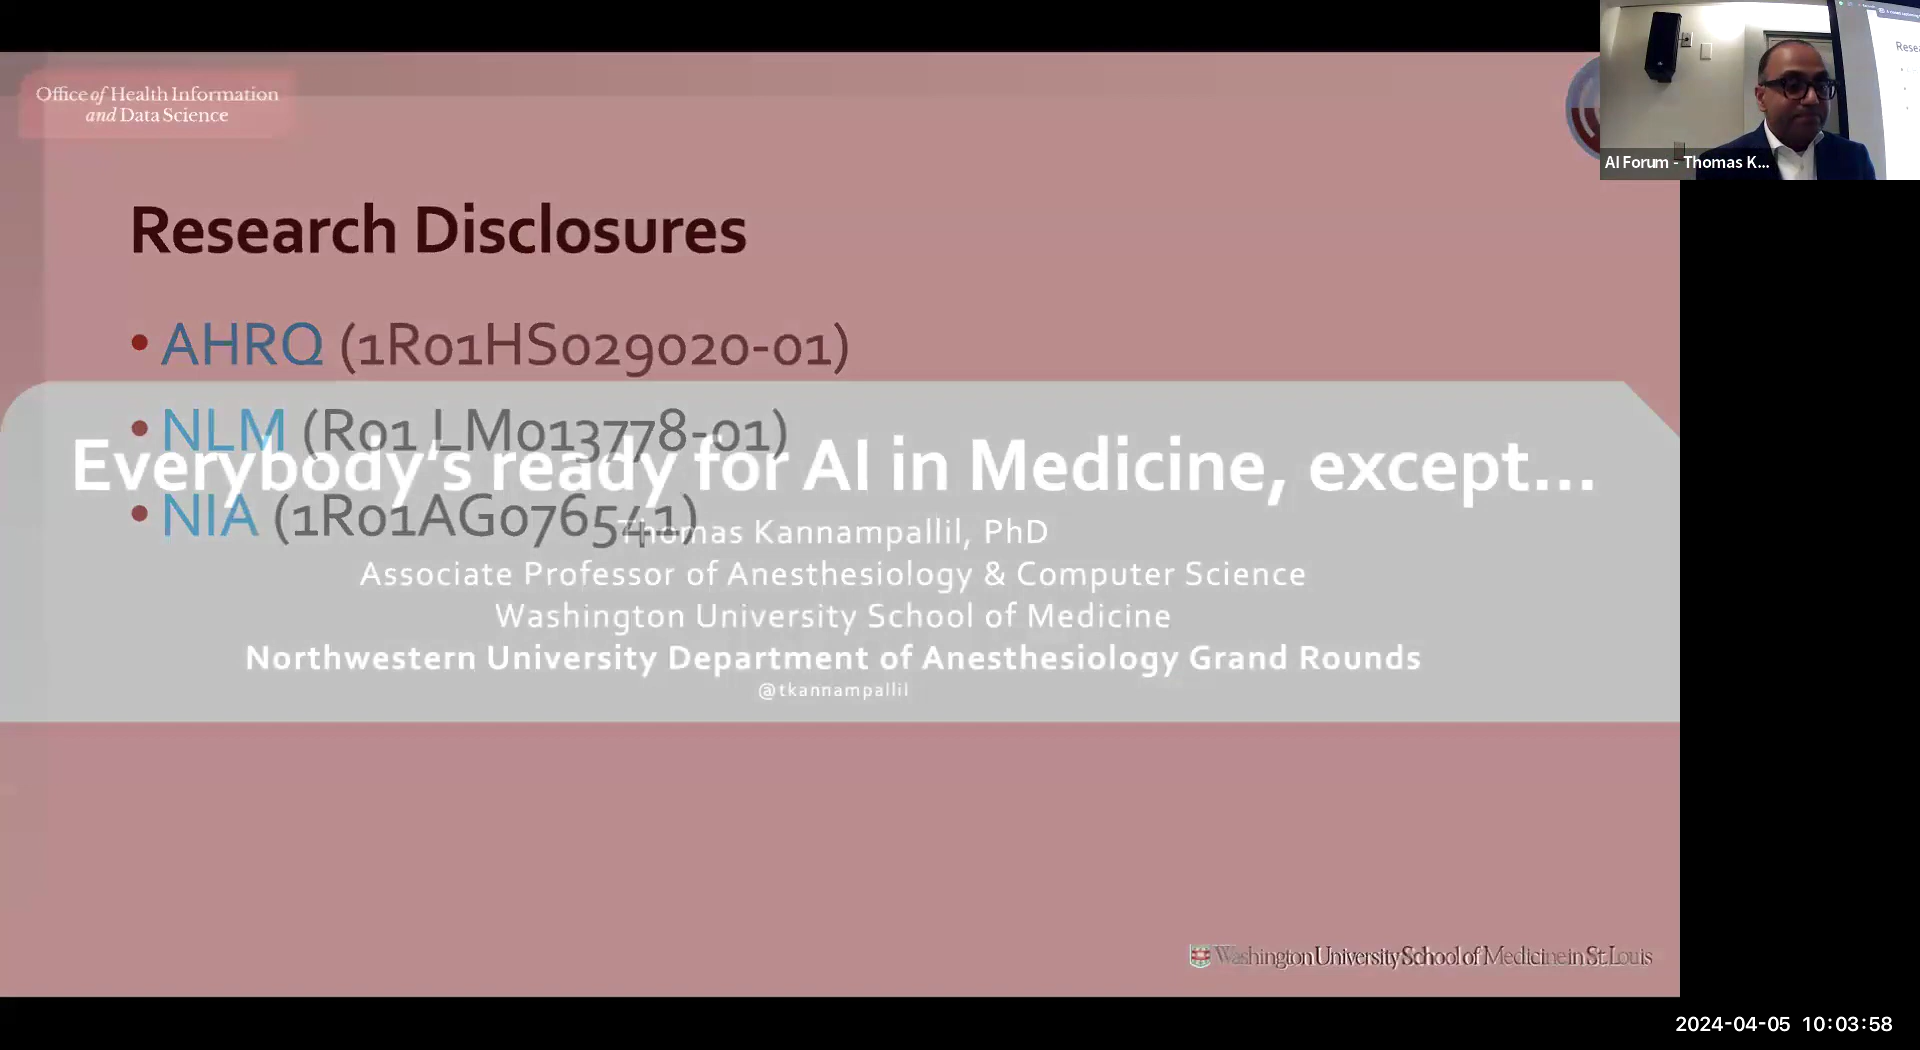 Office of Health Information
and Data Science
Research Disclosures
• AHRQ (1R01HS029020-01)
• NLM (R01 LM013778-01)
• NIA (1R01AG076541)
Everybody‘s ready for AI in Medicine, except...
Thomas Kannampallil, PhD
Associate Professor of Anesthesiology & Computer Science
Washington University School of Medicine
Northwestern University Department of Anesthesiology Grand Rounds
@tkannampallil
Washington University School of Medicine in St. Louis
AI Forum - Thomas K...
2024-04-05 10:03:58